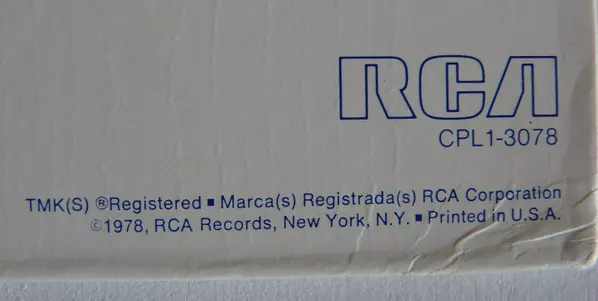 RCA
CPL1-3078
TMK(S) ®Registered ▪ Marca(s) Registrada(s) RCA Corporation
©1978, RCA Records, New York, N.Y. ▪ Printed in U.S.A.